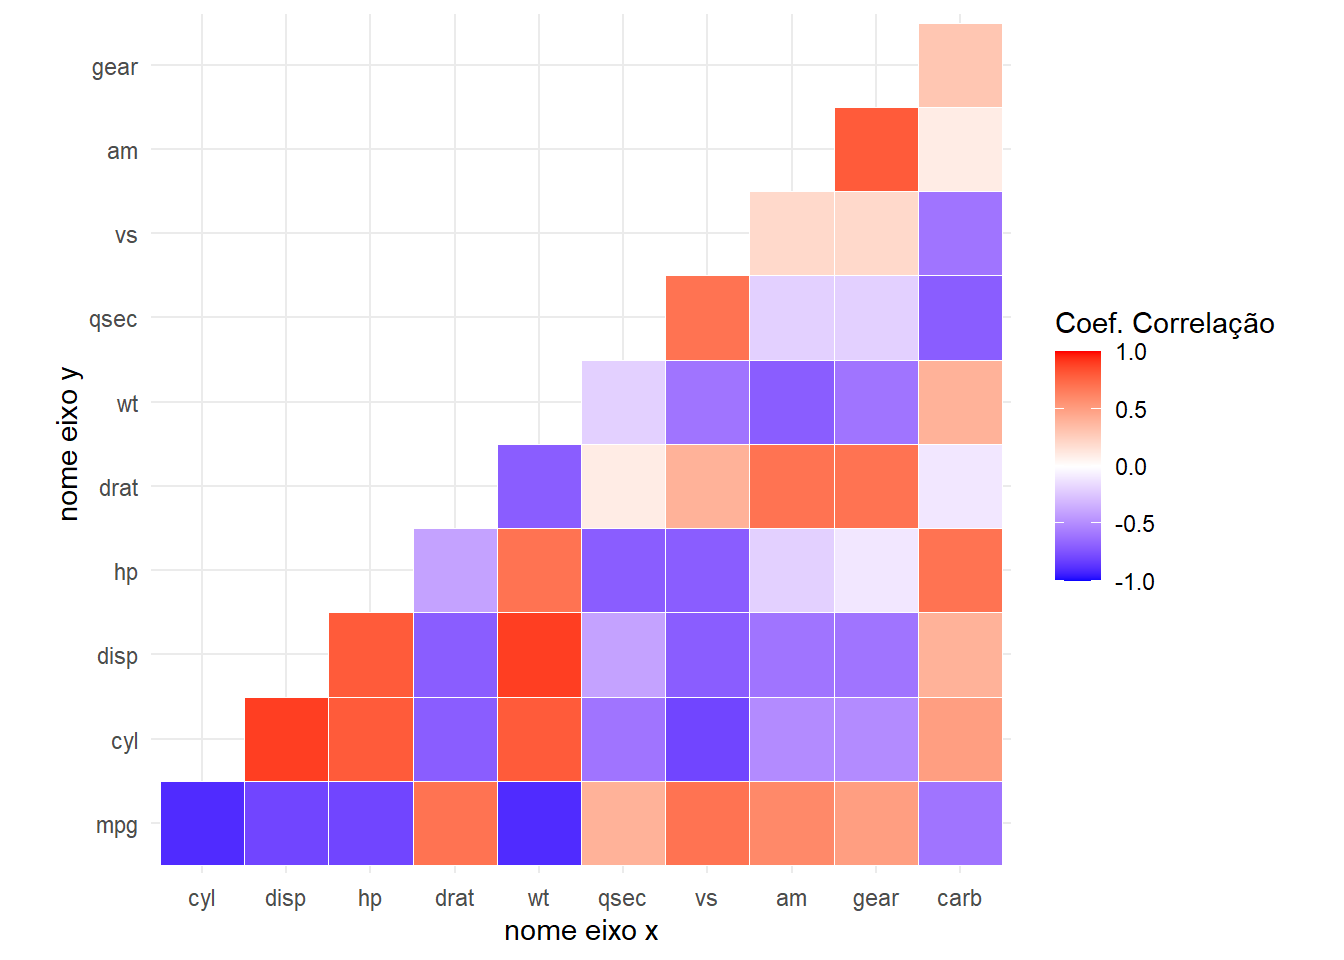 gear
am
vs
qsec
wt
drat
hp
disp
cyl
mpg
nome eixo y
cyl disp hp drat wt qsec vs am gear carb
nome eixo x
Coef. Correlação
1.0
0.5
0.0
-0.5
-1.0